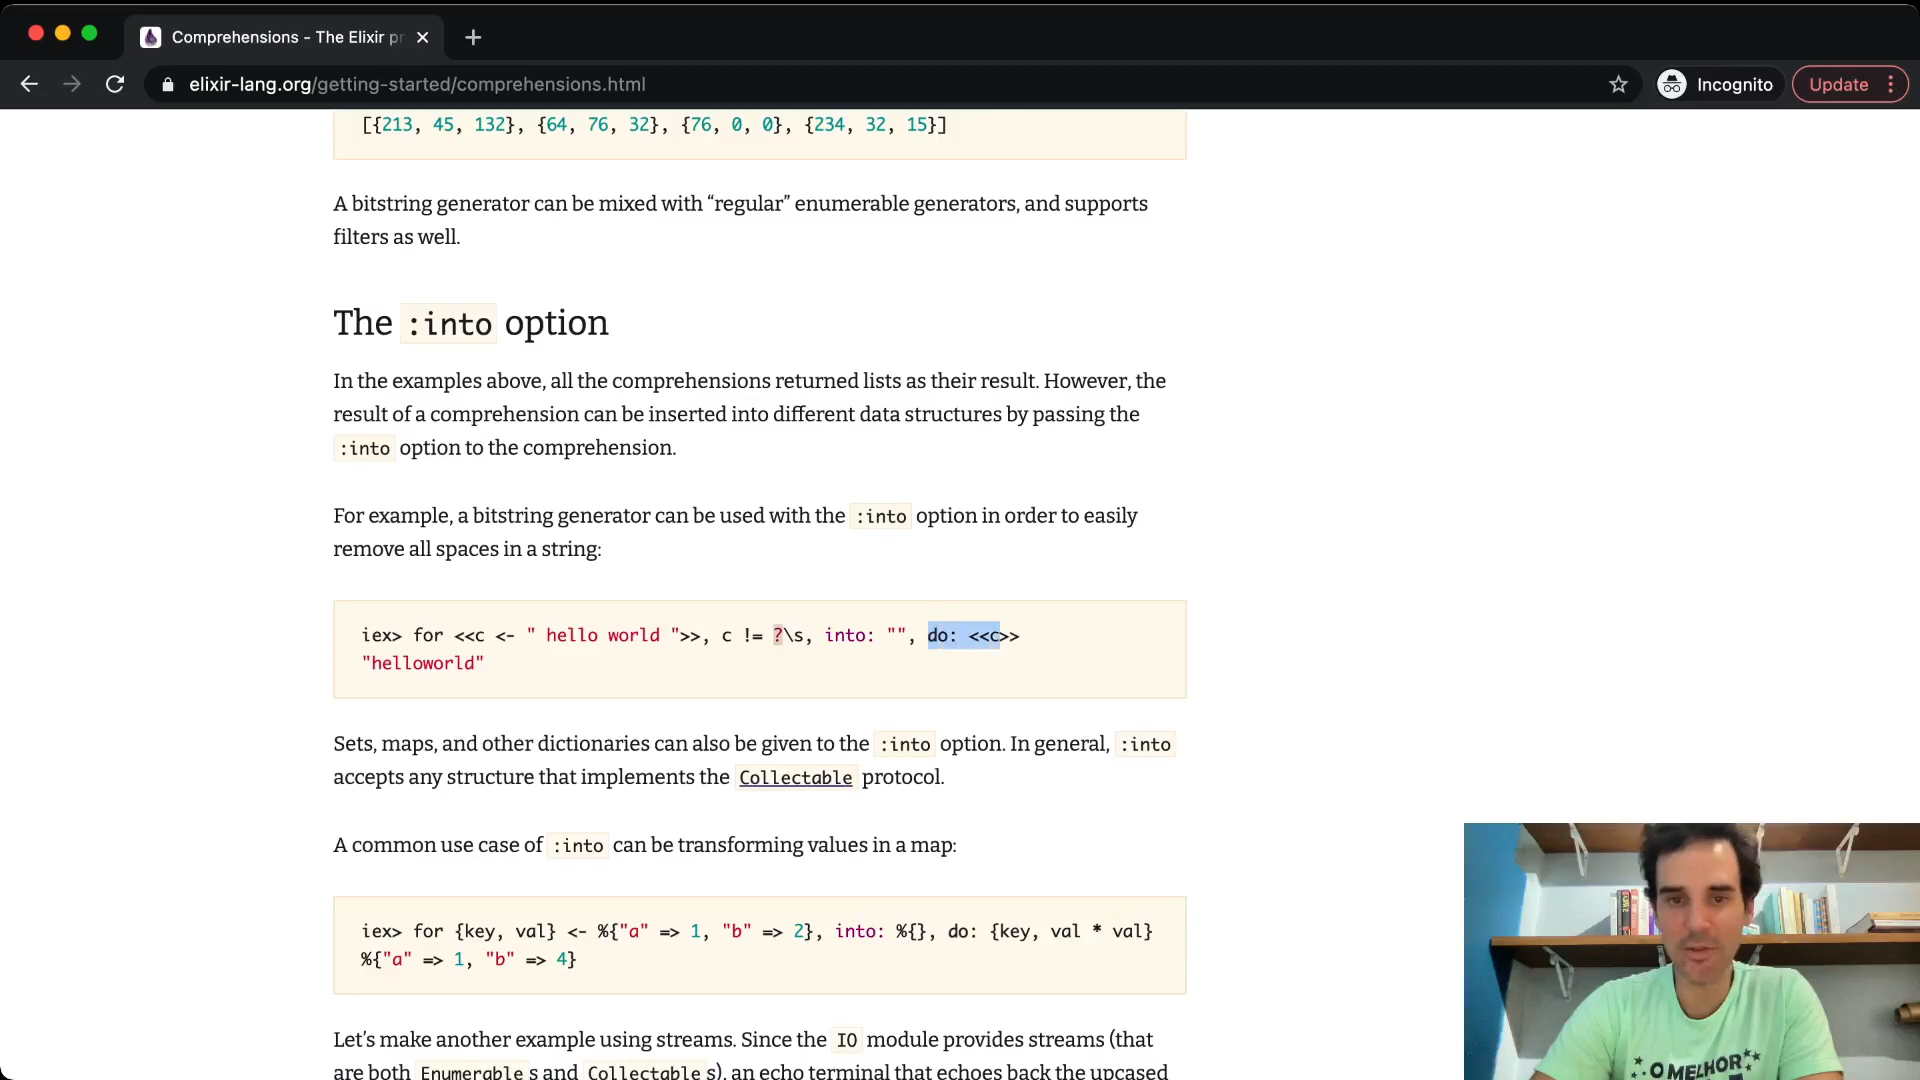 Comprehensions - The Elixir pr
elixir-lang.org/getting-started/comprehensions.html
Incognito
Update
[{213, 45, 132}, {64, 76, 32}, {76, 0, 0}, {234, 32, 15}]
A bitstring generator can be mixed with “regular” enumerable generators, and supports
filters as well.
The :into option
In the examples above, all the comprehensions returned lists as their result. However, the
result of a comprehension can be inserted into different data structures by passing the
:into option to the comprehension.
For example, a bitstring generator can be used with the :into option in order to easily
remove all spaces in a string:
iex> for <<c <- " hello world ">>, c != ?\s, into: "", do: <<c>>
"helloworld"
Sets, maps, and other dictionaries can also be given to the :into option. In general, :into
accepts any structure that implements the Collectable protocol.
A common use case of :into can be transforming values in a map:
iex> for {key, val} <- %{"a" => 1, "b" => 2}, into: %{}, do: {key, val * val}
%{"a" => 1, "b" => 4}
Let’s make another example using streams. Since the IO module provides streams (that
are both Enumerable s and Collectable s), an echo terminal that echoes back the upcased
O MELHOR